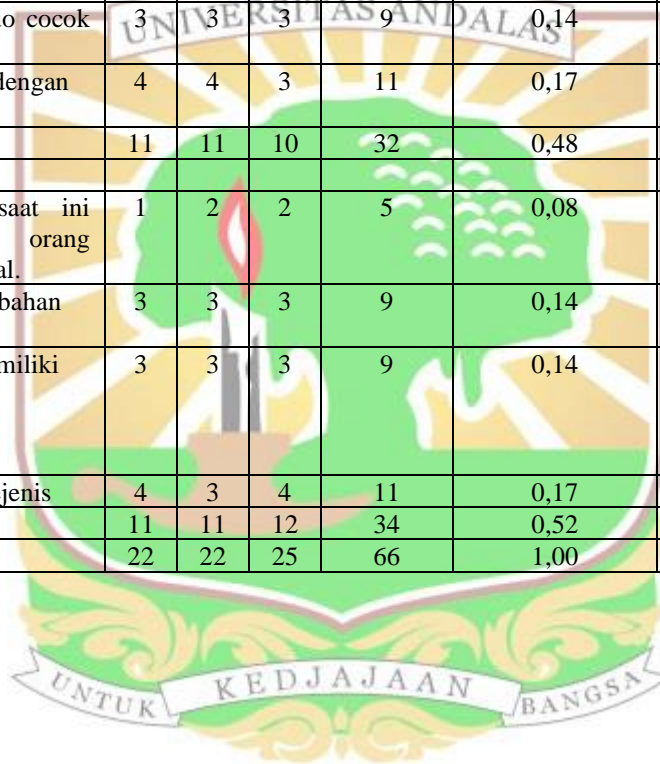 o cocok 3 3 3 9 0,14
UNIVERSITAS ANDALAS
dengan 4 4 3 11 0,17
11 11 10 32 0,48
saat ini 1 2 2 5 0,08
orang
al.
bahan 3 3 3 9 0,14
miliki 3 3 3 9 0,14
jenis 4 3 4 11 0,17
11 11 12 34 0,52
22 22 25 66 1,00
UNTUK KEDJAJAAN BANGSA